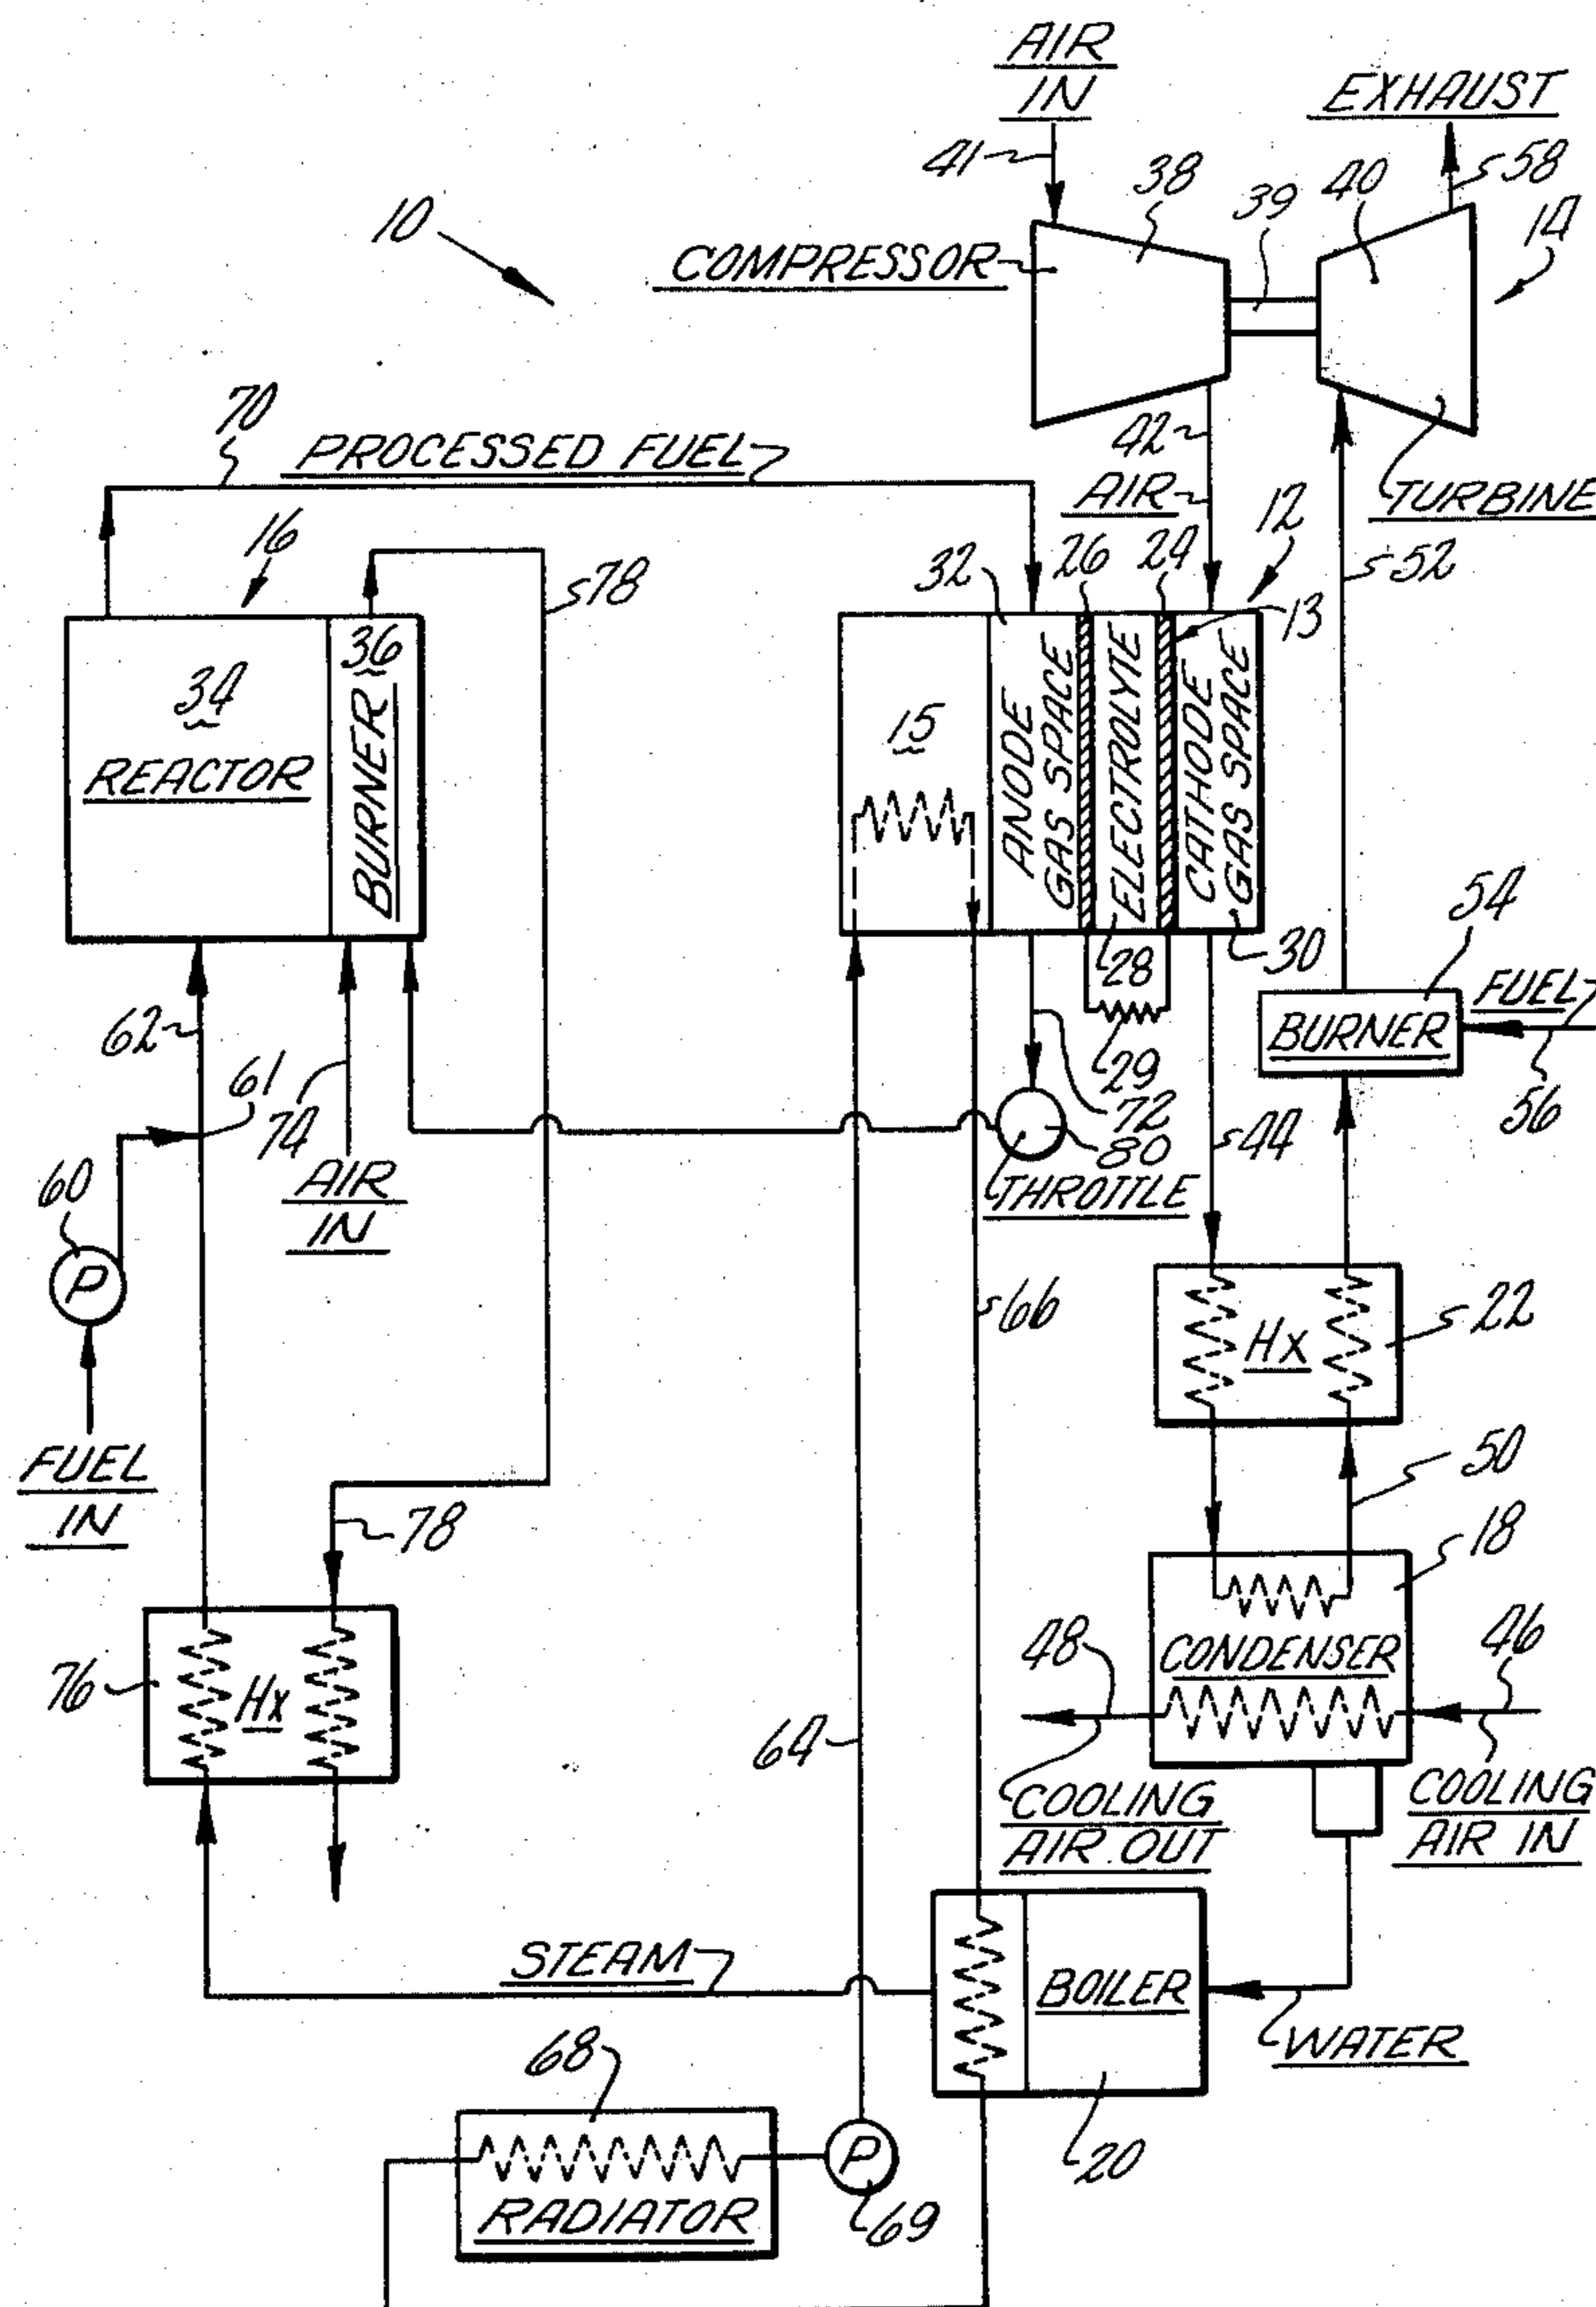 AIR
IN
EXHAUST
41
38
39
40
58
14
10
COMPRESSOR
70
PROCESSED FUEL
42
AIR
TURBINE
12
16
78
32
26
24
52
13
34
36
REACTOR
BURNER
15
ANODE
GAS SPACE
ELECTROLYTE
CATHODE
GAS SPACE
28
30
54
FUEL
BURNER
56
62
61
74
29
72
80
44
THROTTLE
60
AIR
IN
P
66
22
Hx
FUEL
IN
78
50
18
76
Hx
48
CONDENSER
46
64
COOLING
AIR OUT
COOLING
AIR IN
STEAM
BOILER
WATER
68
P
20
RADIATOR
69